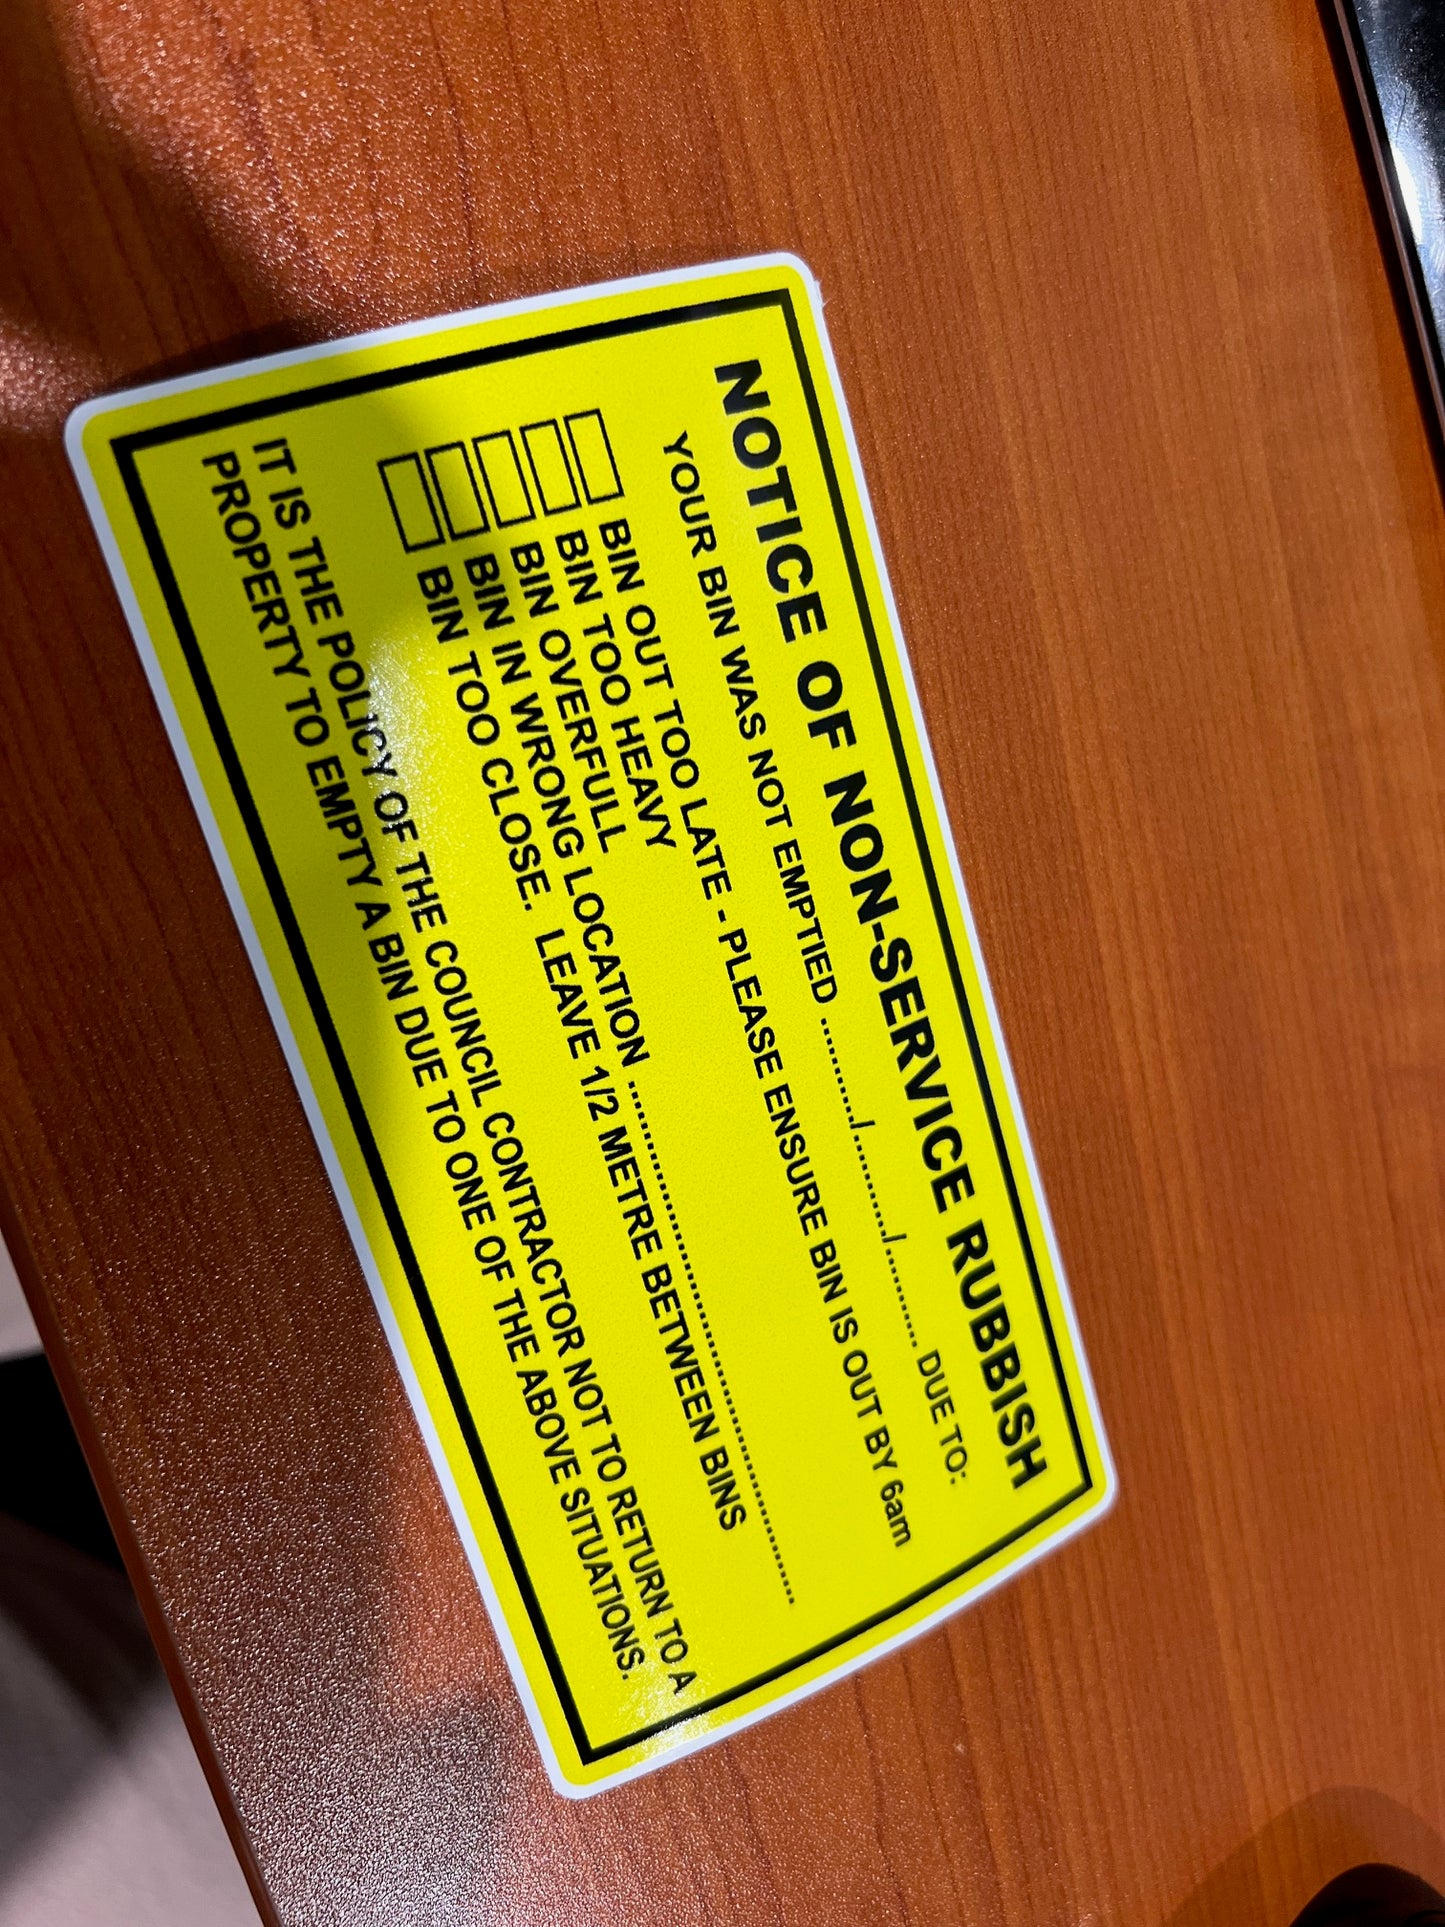 NOTICE OF NON-SERVICE RUBBISH
YOUR BIN WAS NOT EMPTIED ........./........./......... DUE TO:
BIN OUT TOO LATE - PLEASE ENSURE BIN IS OUT BY 6am
BIN TOO HEAVY
BIN OVERFULL
BIN IN WRONG LOCATION ..................................................
BIN TOO CLOSE. LEAVE 1/2 METRE BETWEEN BINS
IT IS THE POLICY OF THE COUNCIL CONTRACTOR NOT TO RETURN TO A
PROPERTY TO EMPTY A BIN DUE TO ONE OF THE ABOVE SITUATIONS.